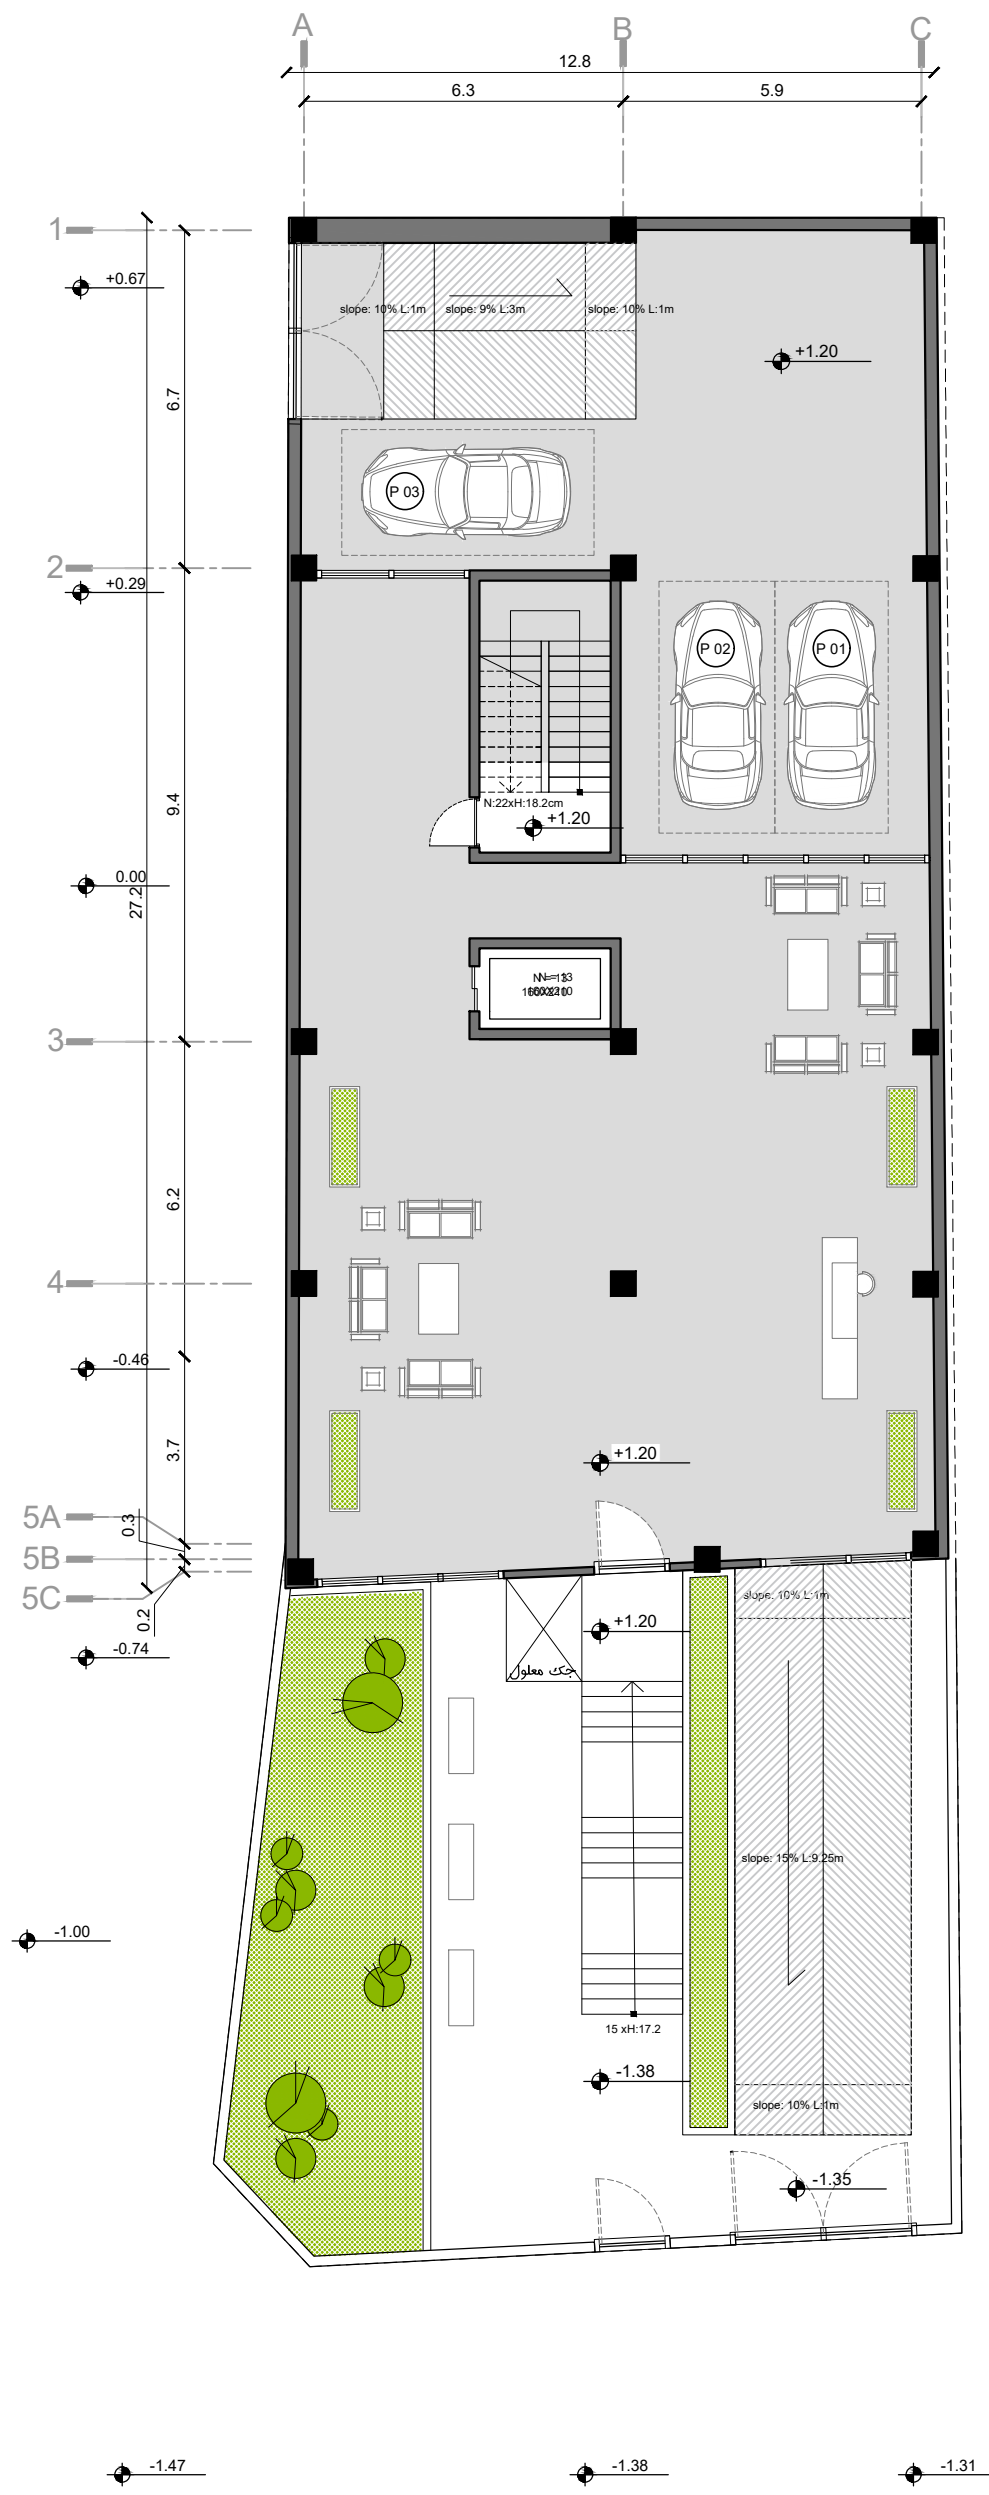 A
B
C
12.8
6.3
5.9
1
+0.67
slope: 10% L:1m
slope: 9% L:3m
slope: 10% L:1m
+1.20
6.7
P 03
2
+0.29
P 02
P 01
9.4
N:22xH:18.2cm
+1.20
0.00
27.2
N = 13
160X210
3
6.2
4
-0.46
3.7
+1.20
5A
0.3
5B
5C
0.2
slope: 10% L:1m
+1.20
-0.74
جک معلول
slope: 15% L:9.25m
-1.00
15 xH:17.2
-1.38
slope: 10% L:1m
-1.35
-1.47
-1.38
-1.31